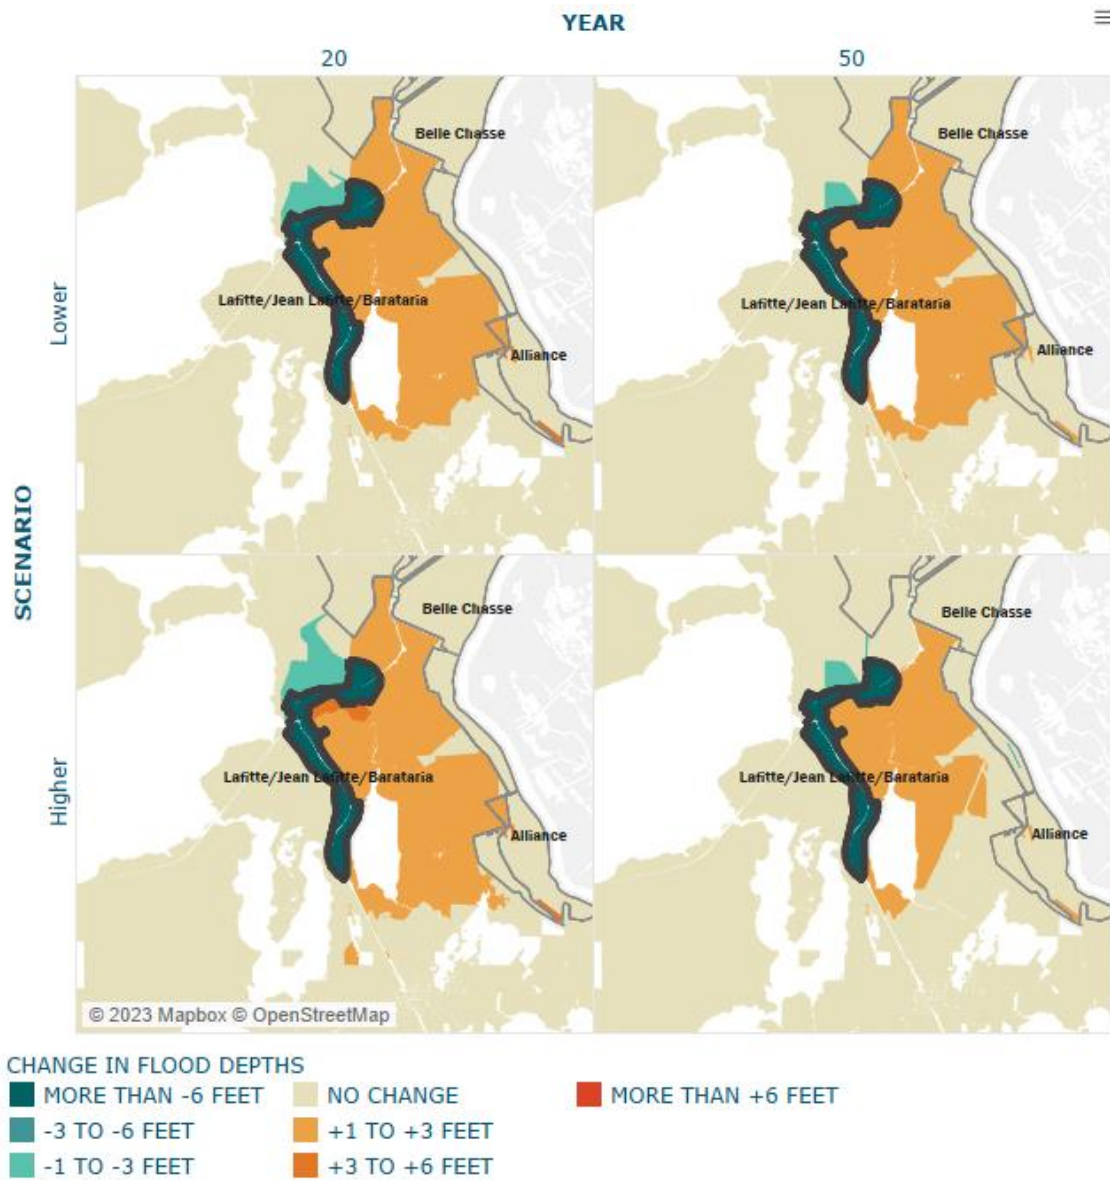 YEAR
20
50
SCENARIO
Lower
Belle Chasse
Lafitte/Jean Lafitte/Barataria
Alliance
Belle Chasse
Lafitte/Jean Lafitte/Barataria
Alliance
Higher
Belle Chasse
Lafitte/Jean Lafitte/Barataria
Alliance
© 2023 Mapbox © OpenStreetMap
Belle Chasse
Lafitte/Jean Lafitte/Barataria
Alliance
CHANGE IN FLOOD DEPTHS
MORE THAN -6 FEET
NO CHANGE
MORE THAN +6 FEET
-3 TO -6 FEET
+1 TO +3 FEET
-1 TO -3 FEET
+3 TO +6 FEET